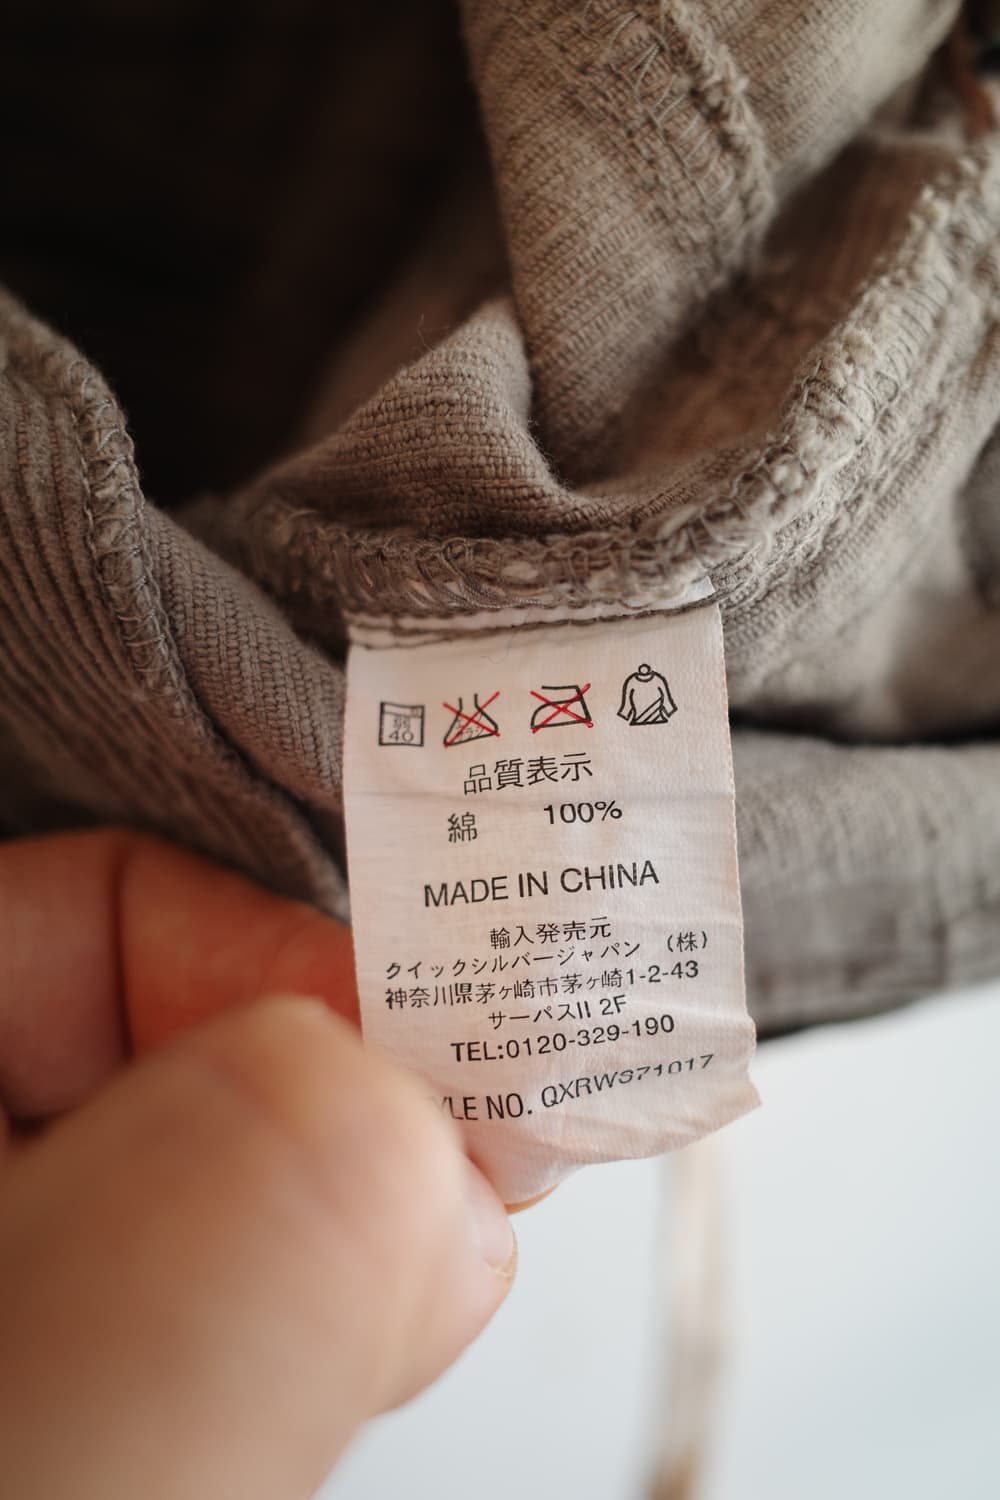 弱
40
品質表示
綿 100%
MADE IN CHINA
輸入発売元
クイックシルバージャパン (株)
神奈川県茅ヶ崎市茅ヶ崎1-2-43
サーパスII 2F
TEL:0120-329-190
YLE NO. QXRWS71017